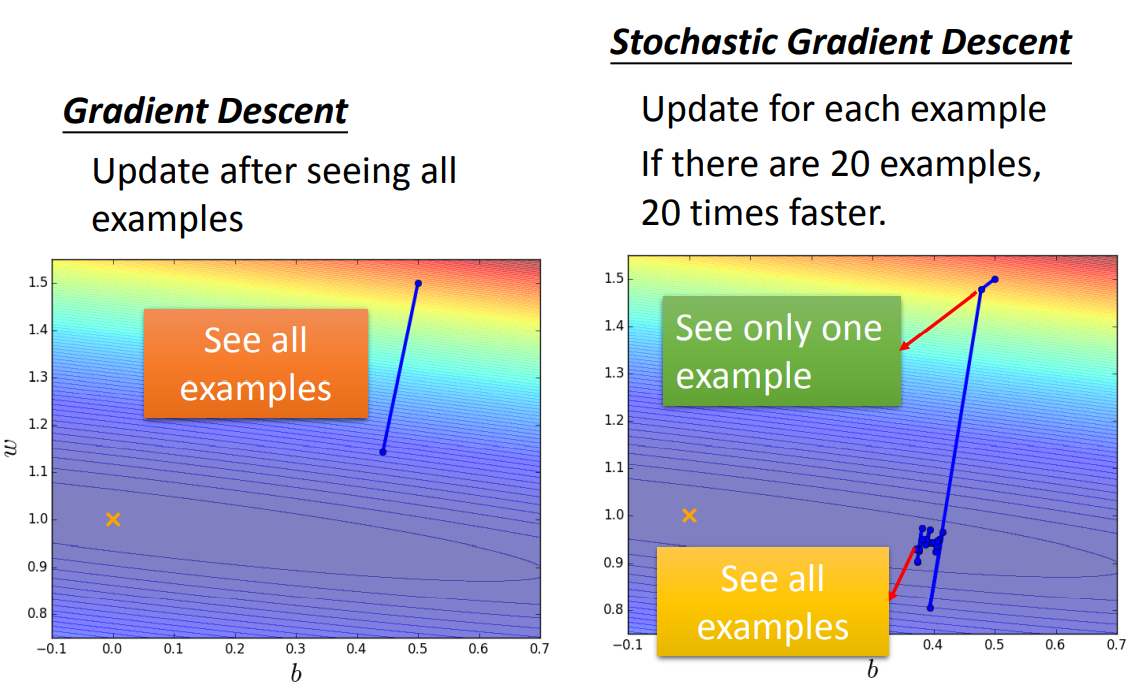 Gradient Descent
Update after seeing all
examples
Stochastic Gradient Descent
Update for each example
If there are 20 examples,
20 times faster.
1.5
1.4
1.3
1.2
1.1
1.0
0.9
0.8
w
See all
examples
−0.1
0.0
0.1
0.2
0.3
0.4
0.5
0.6
0.7
b
1.5
1.4
1.3
1.2
1.1
1.0
0.9
0.8
See only one
example
See all
examples
−0.1
0.4
0.5
0.6
0.7
b